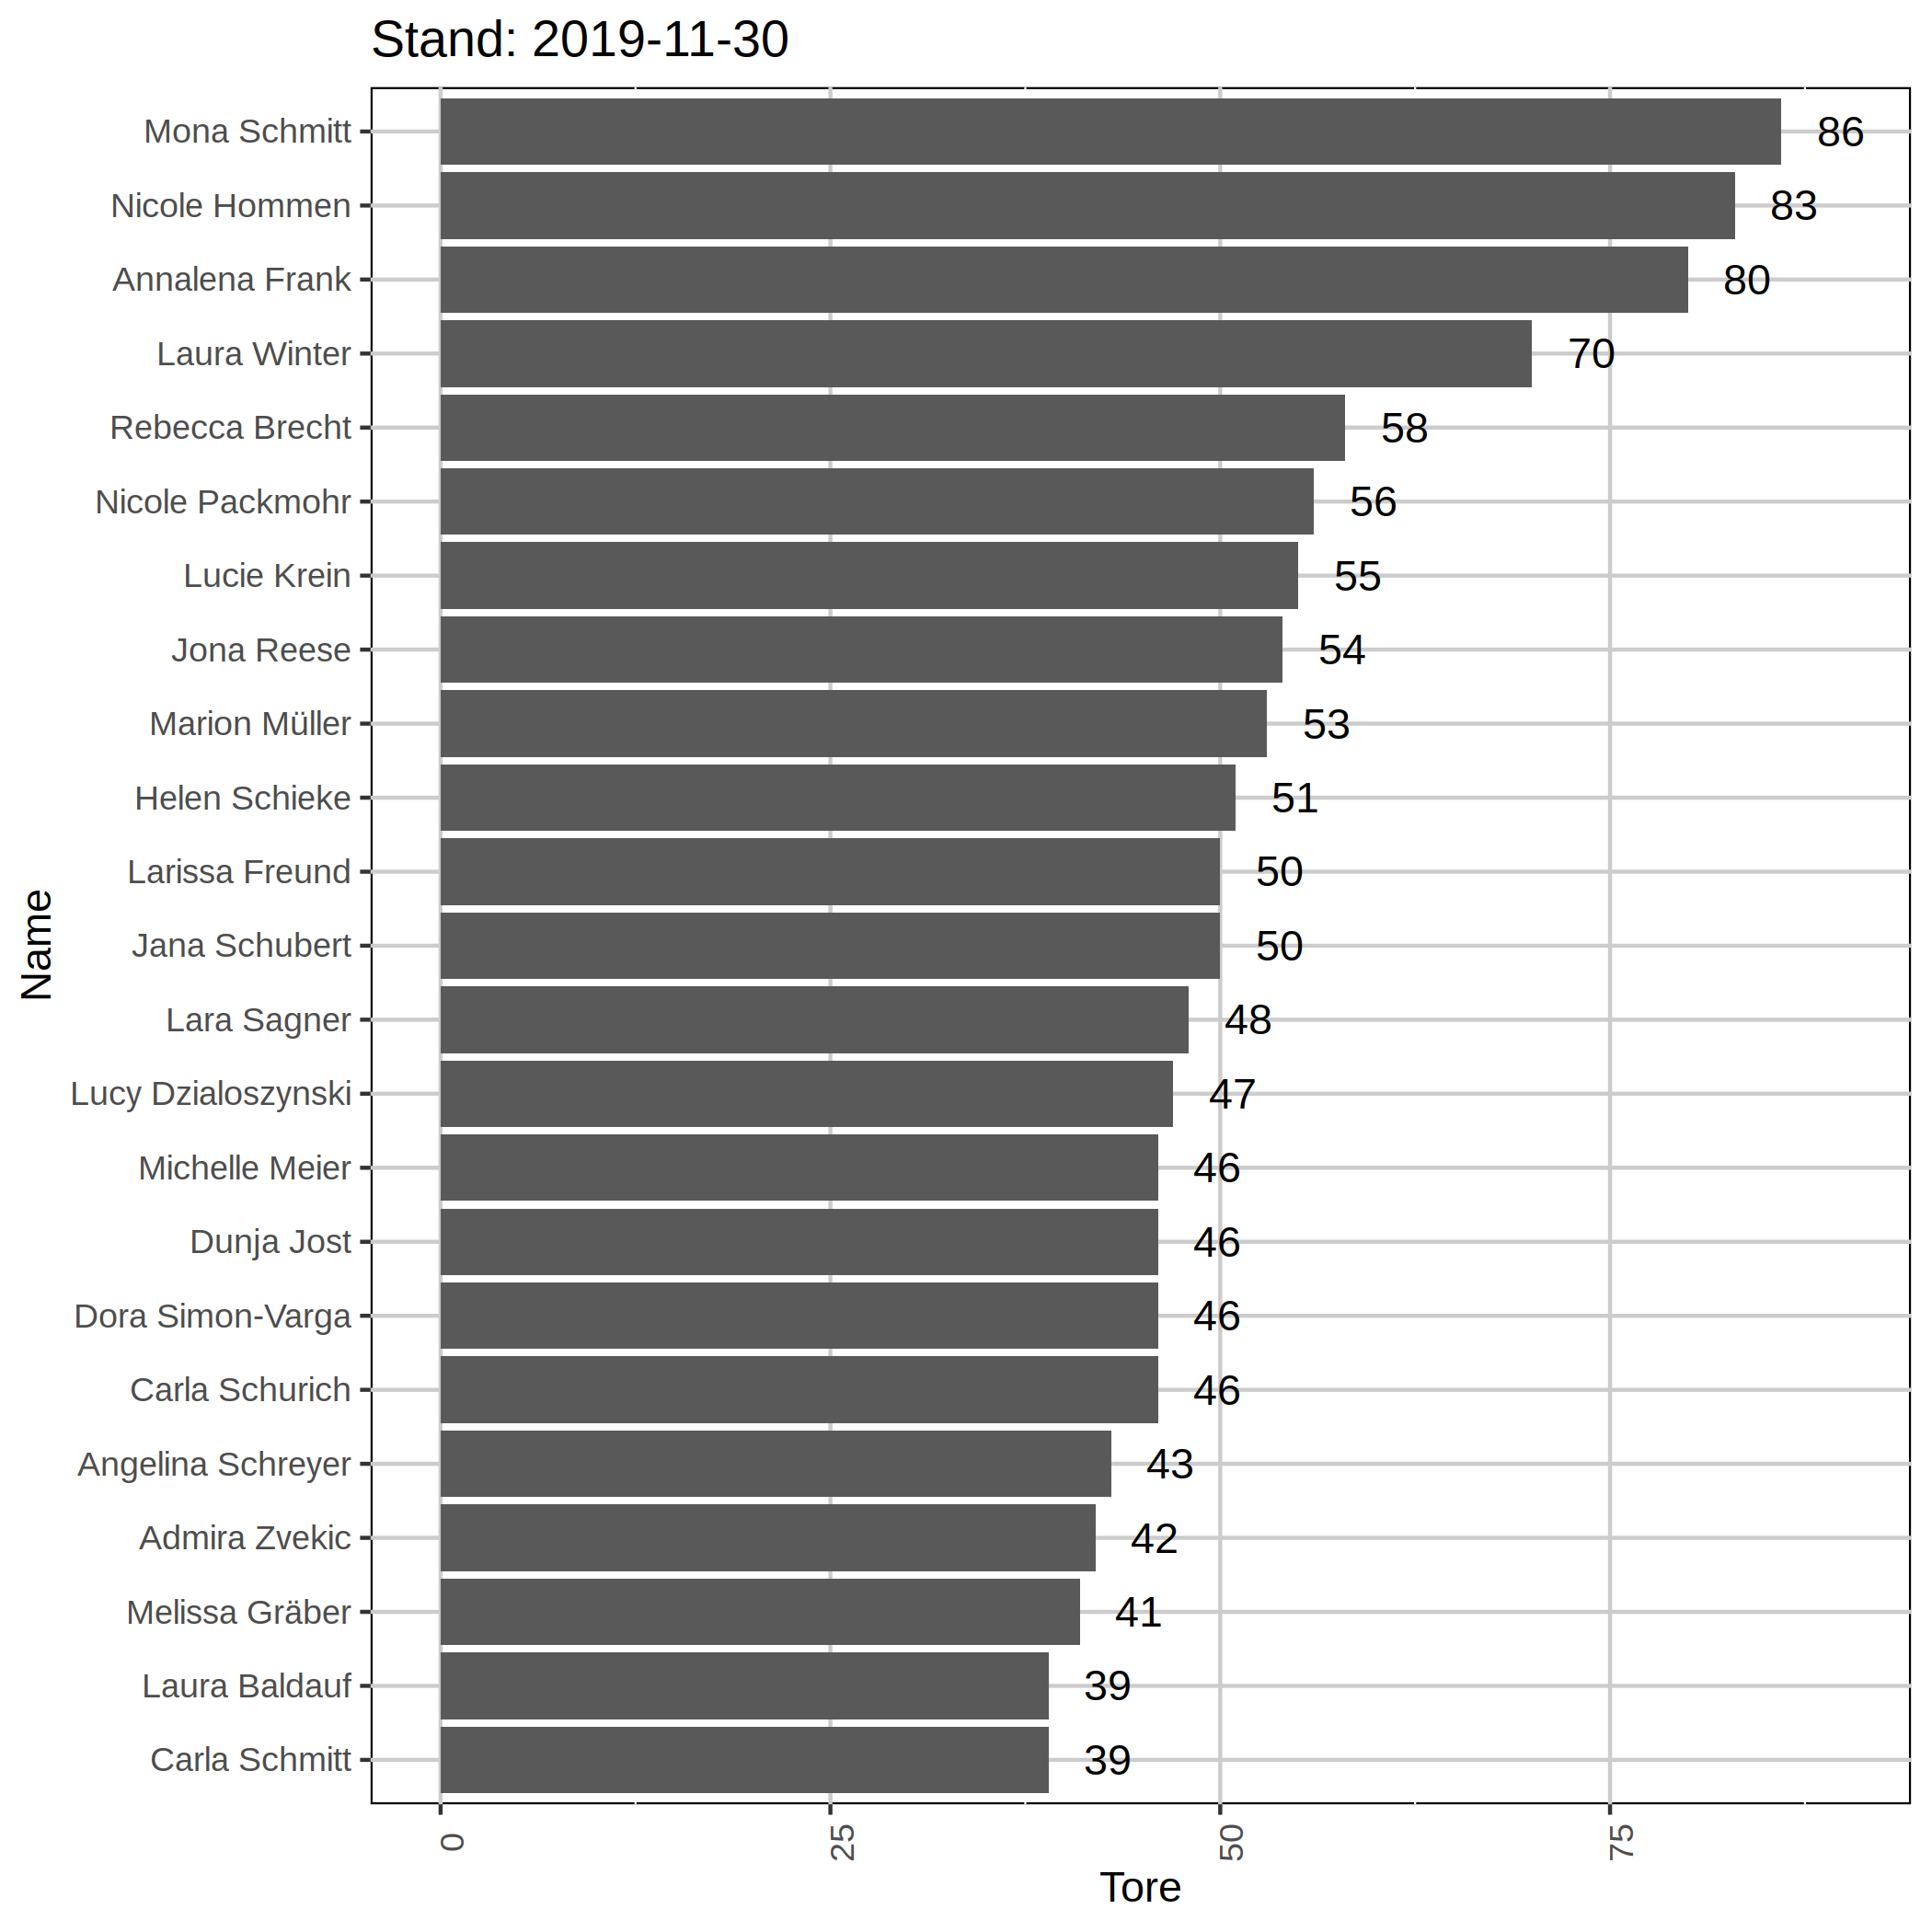 Stand: 2019-11-30
Mona Schmitt 86
Nicole Hommen 83
Annalena Frank 80
Laura Winter 70
Rebecca Brecht 58
Nicole Packmohr 56
Lucie Krein 55
Jona Reese 54
Marion Müller 53
Helen Schieke 51
Larissa Freund 50
Jana Schubert 50
Lara Sagner 48
Lucy Dzialoszynski 47
Michelle Meier 46
Dunja Jost 46
Dora Simon-Varga 46
Carla Schurich 46
Angelina Schreyer 43
Admira Zvekic 42
Melissa Gräber 41
Laura Baldauf 39
Carla Schmitt 39
Name
0 25 50 75
Tore